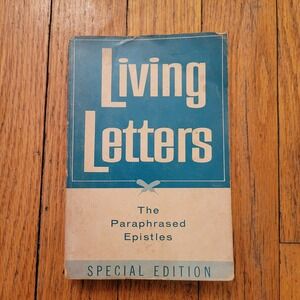 Living
Letters
The
Paraphrased
Epistles
SPECIAL EDITION